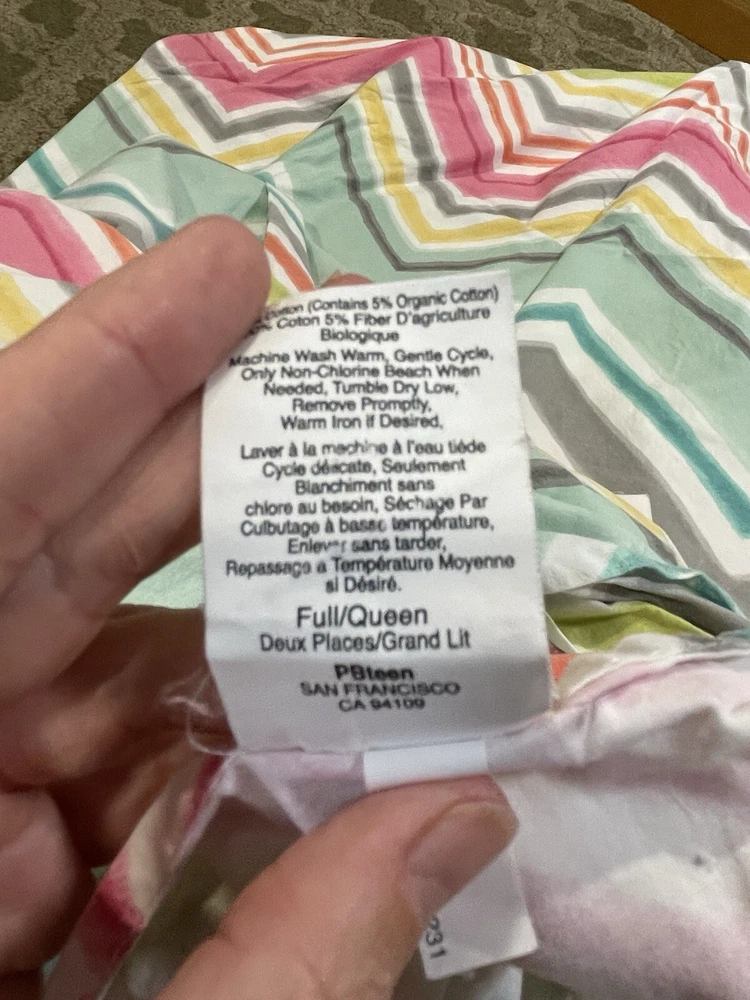 Cotton (Contains 5% Organic Cotton)
Coton 5% Fiber D'agriculture
Biologique
Machine Wash Warm, Gentle Cycle,
Only Non-Chlorine Beach When
Needed, Tumble Dry Low,
Remove Promptly,
Warm Iron if Desired,
Laver à la machine à l'eau tiède
Cycle délicate, Seulement
Blanchiment sans
chlore au besoin, Séchage Par
Culbutage à basse température,
Enlever sans tarder,
Repassage a Température Moyenne
si Désiré.
Full/Queen
Deux Places/Grand Lit
PBteen
SAN FRANCISCO
CA 94109
231